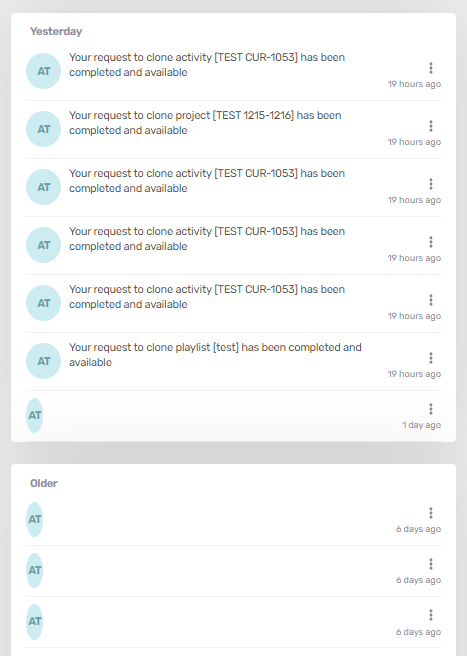 Yesterday
AT
Your request to clone activity [TEST CUR-1053] has been
completed and available
19 hours ago
AT
Your request to clone project [TEST 1215-1216] has been
completed and available
19 hours ago
AT
Your request to clone activity [TEST CUR-1053] has been
completed and available
19 hours ago
AT
Your request to clone activity [TEST CUR-1053] has been
completed and available
19 hours ago
AT
Your request to clone activity [TEST CUR-1053] has been
completed and available
19 hours ago
AT
Your request to clone playlist [test] has been completed and
available
19 hours ago
AT
1 day ago
Older
AT
6 days ago
AT
6 days ago
AT
6 days ago